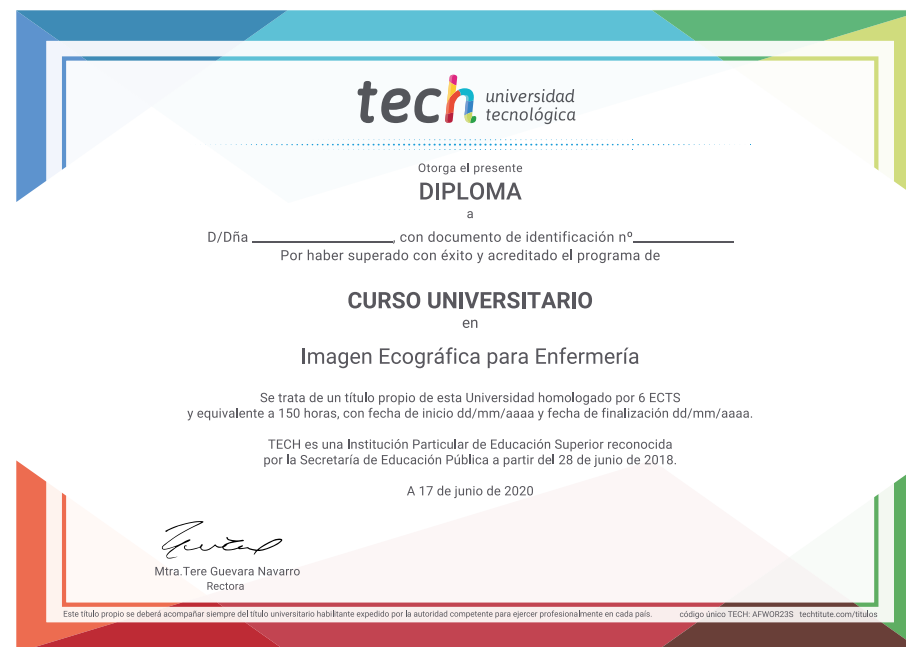 tech universidad
tecnológica
Otorga el presente
DIPLOMA
a
D/Dña ____________________, con documento de identificación nº______________
Por haber superado con éxito y acreditado el programa de
CURSO UNIVERSITARIO
en
Imagen Ecográfica para Enfermería
Se trata de un título propio de esta Universidad homologado por 6 ECTS
y equivalente a 150 horas, con fecha de inicio dd/mm/aaaa y fecha de finalización dd/mm/aaaa.
TECH es una Institución Particular de Educación Superior reconocida
por la Secretaría de Educación Pública a partir del 28 de junio de 2018.
A 17 de junio de 2020
Mtra.Tere Guevara Navarro
Rectora
Este título propio se deberá acompañar siempre del título universitario habilitante expedido por la autoridad competente para ejercer profesionalmente en cada país. código único TECH: AFWOR23S techtitute.com/titulos